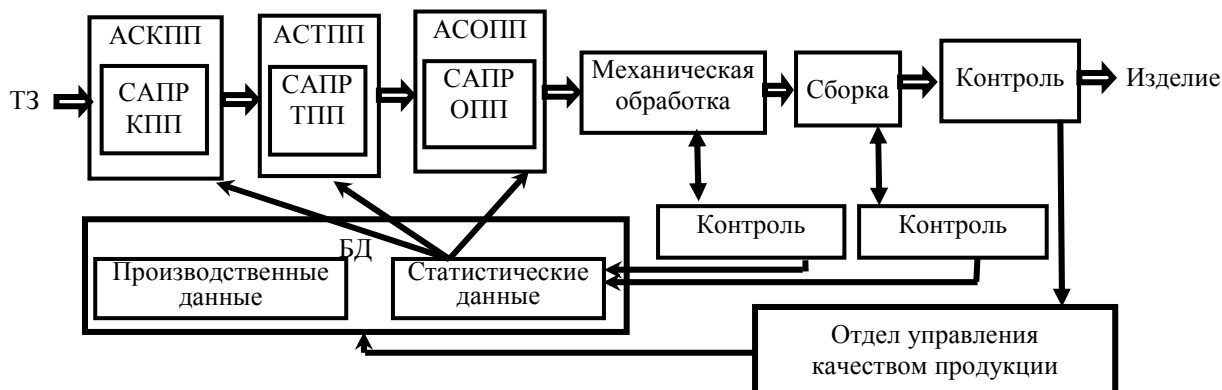 ТЗ
АСКПП
САПР
КПП
АСТПП
САПР
ТПП
АСОПП
САПР
ОПП
Механическая
обработка
Сборка
Контроль
Изделие
Контроль
Контроль
БД
Производственные
данные
Статистические
данные
Отдел управления
качеством продукции